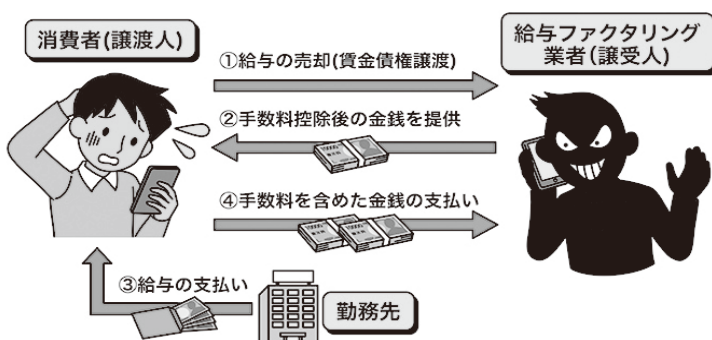 消費者(譲渡人)
給与ファクタリング
業者(譲受人)
①給与の売却(賃金債権譲渡)
②手数料控除後の金銭を提供
④手数料を含めた金銭の支払い
③給与の支払い
勤務先